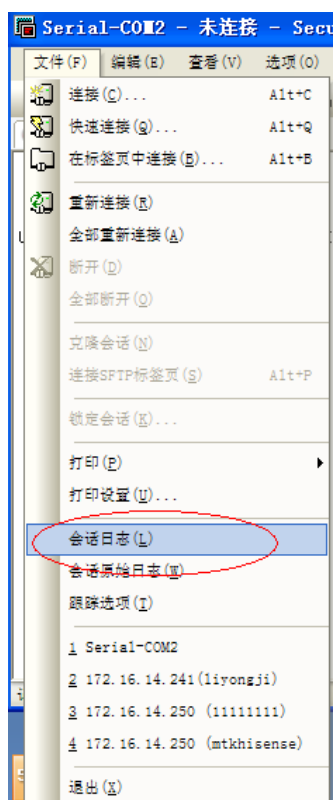 Serial-COM2 - 未连接 - Secu
文件(F) 编辑(E) 查看(V) 选项(O)
连接(C)... Alt+C
快速连接(Q)... Alt+Q
在标签页中连接(B)... Alt+B
重新连接(R)
全部重新连接(A)
断开(D)
全部断开(O)
克隆会话(N)
连接SFTP标签页(S) Alt+P
锁定会话(K)...
打印(P)
打印设置(U)...
会话日志(L)
会话原始日志(W)
跟踪选项(T)
1 Serial-COM2
2 172.16.14.241(liyongji)
3 172.16.14.250 (11111111)
4 172.16.14.250 (mtkhisense)
退出(X)